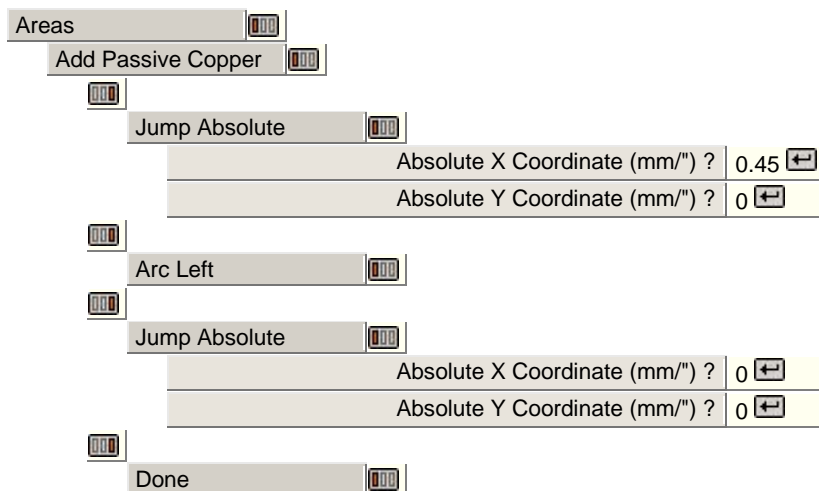 Areas
Add Passive Copper
Jump Absolute
Absolute X Coordinate (mm/") ? 0.45
Absolute Y Coordinate (mm/") ? 0
Arc Left
Jump Absolute
Absolute X Coordinate (mm/") ? 0
Absolute Y Coordinate (mm/") ? 0
Done